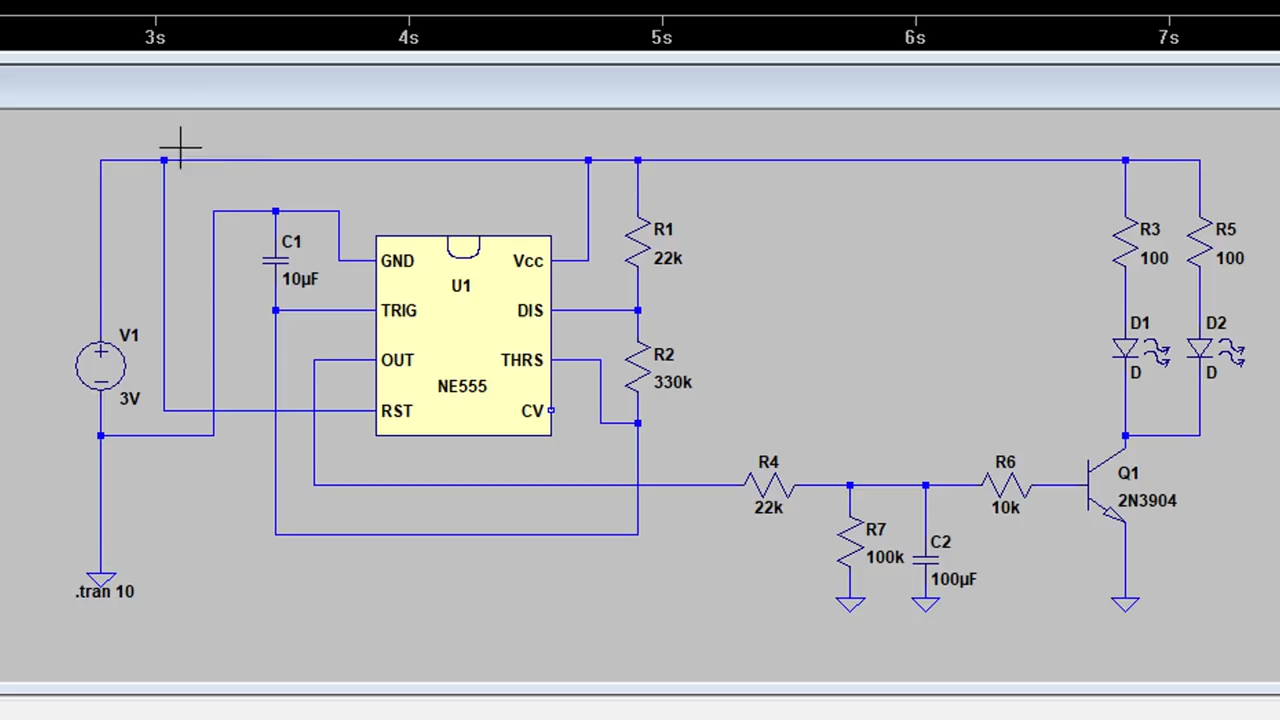 3s 4s 5s 6s 7s
R1
22k
R3
100
R5
100
C1
10µF
GND
Vcc
U1
TRIG
DIS
OUT
THRS
NE555
RST
CV
V1
3V
R2
330k
D1
D
D2
D
R4
22k
R6
10k
Q1
2N3904
R7
100k
C2
100µF
.tran 10